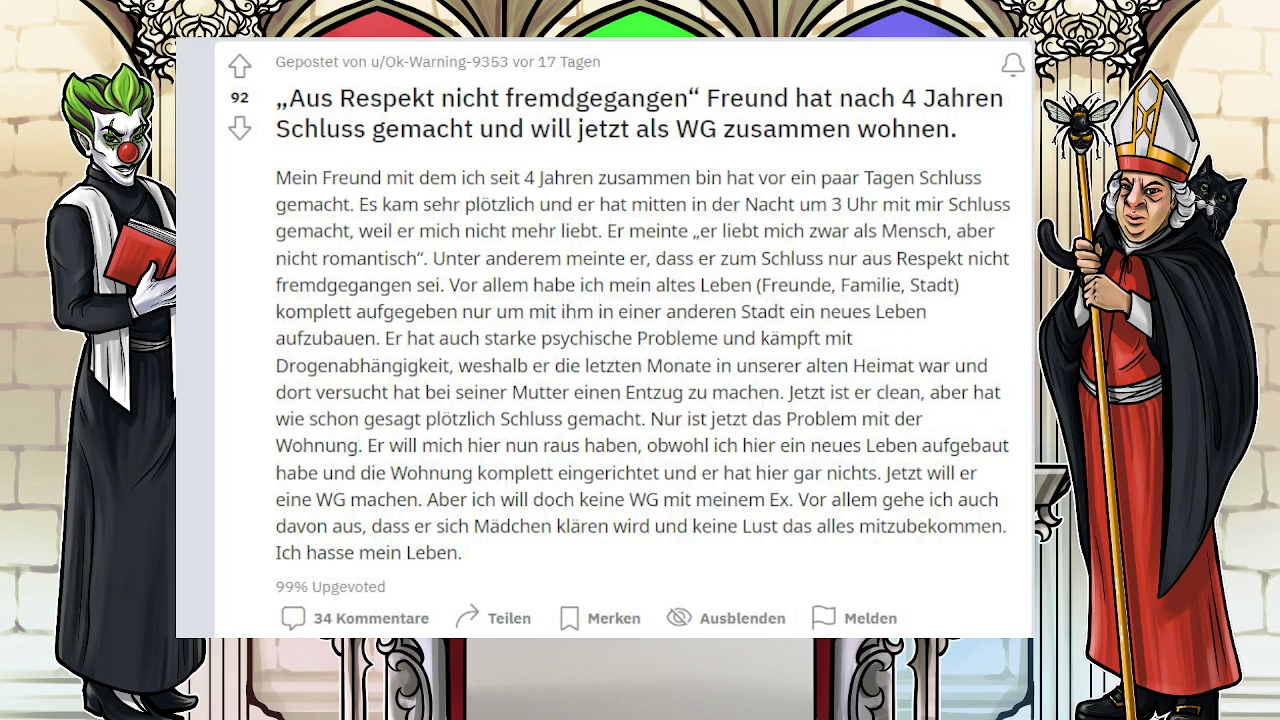 Gepostet von u/Ok-Warning-9353 vor 17 Tagen
92
„Aus Respekt nicht fremdgegangen“ Freund hat nach 4 Jahren
Schluss gemacht und will jetzt als WG zusammen wohnen.
Mein Freund mit dem ich seit 4 Jahren zusammen bin hat vor ein paar Tagen Schluss
gemacht. Es kam sehr plötzlich und er hat mitten in der Nacht um 3 Uhr mit mir Schluss
gemacht, weil er mich nicht mehr liebt. Er meinte „er liebt mich zwar als Mensch, aber
nicht romantisch“. Unter anderem meinte er, dass er zum Schluss nur aus Respekt nicht
fremdgegangen sei. Vor allem habe ich mein altes Leben (Freunde, Familie, Stadt)
komplett aufgegeben nur um mit ihm in einer anderen Stadt ein neues Leben
aufzubauen. Er hat auch starke psychische Probleme und kämpft mit
Drogenabhängigkeit, weshalb er die letzten Monate in unserer alten Heimat war und
dort versucht hat bei seiner Mutter einen Entzug zu machen. Jetzt ist er clean, aber hat
wie schon gesagt plötzlich Schluss gemacht. Nur ist jetzt das Problem mit der
Wohnung. Er will mich hier nun raus haben, obwohl ich hier ein neues Leben aufgebaut
habe und die Wohnung komplett eingerichtet und er hat hier gar nichts. Jetzt will er
eine WG machen. Aber ich will doch keine WG mit meinem Ex. Vor allem gehe ich auch
davon aus, dass er sich Mädchen klären wird und keine Lust das alles mitzubekommen.
Ich hasse mein Leben.
99% Upgevoted
34 Kommentare Teilen Merken Ausblenden Melden